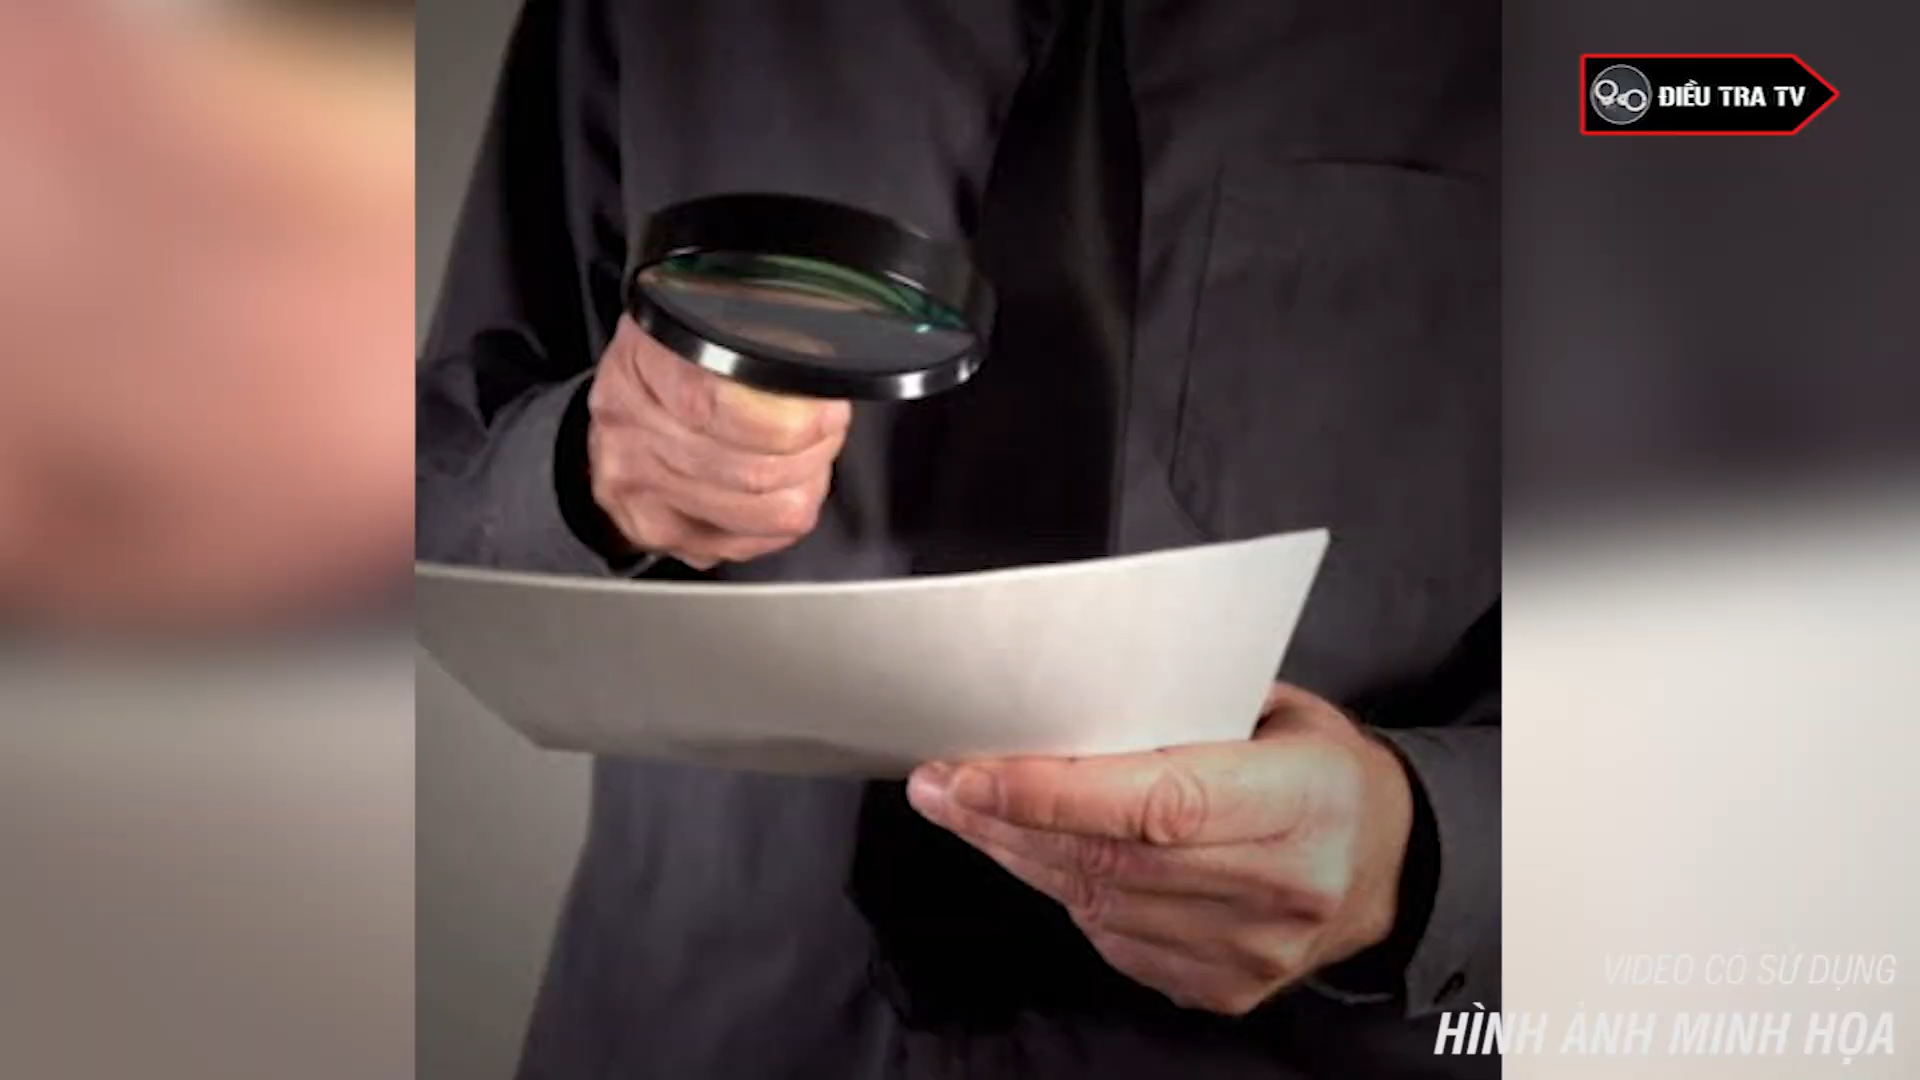 ĐIỀU TRA TV
VIDEO CÓ SỬ DỤNG
HÌNH ẢNH MINH HỌA